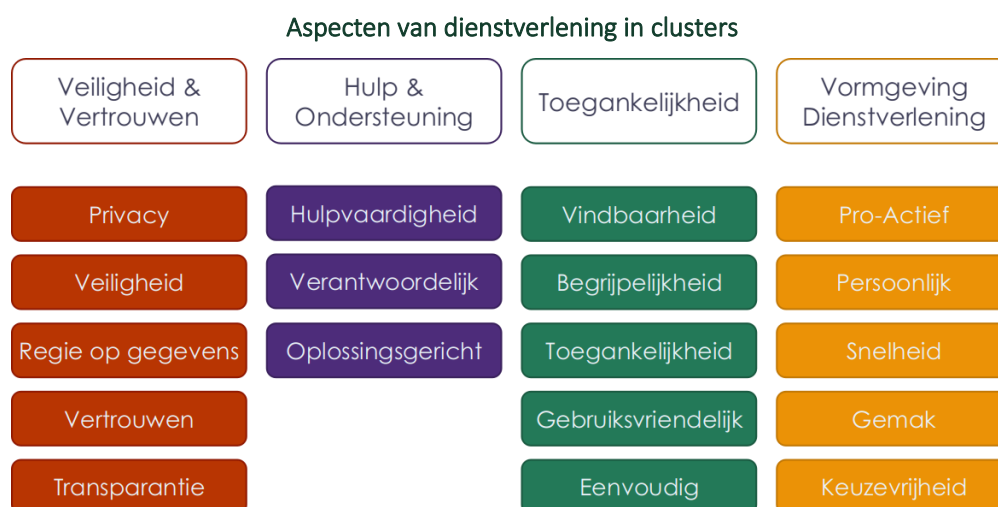 Aspecten van dienstverlening in clusters
Veiligheid &
Vertrouwen
Hulp &
Ondersteuning
Toegankelijkheid
Vormgeving
Dienstverlening
Privacy
Hulpvaardigheid
Vindbaarheid
Pro-Actief
Veiligheid
Verantwoordelijk
Begrijpelijkheid
Persoonlijk
Regie op gegevens
Oplossingsgericht
Toegankelijkheid
Snelheid
Vertrouwen
Gebruiksvriendelijk
Gemak
Transparantie
Eenvoudig
Keuzevrijheid